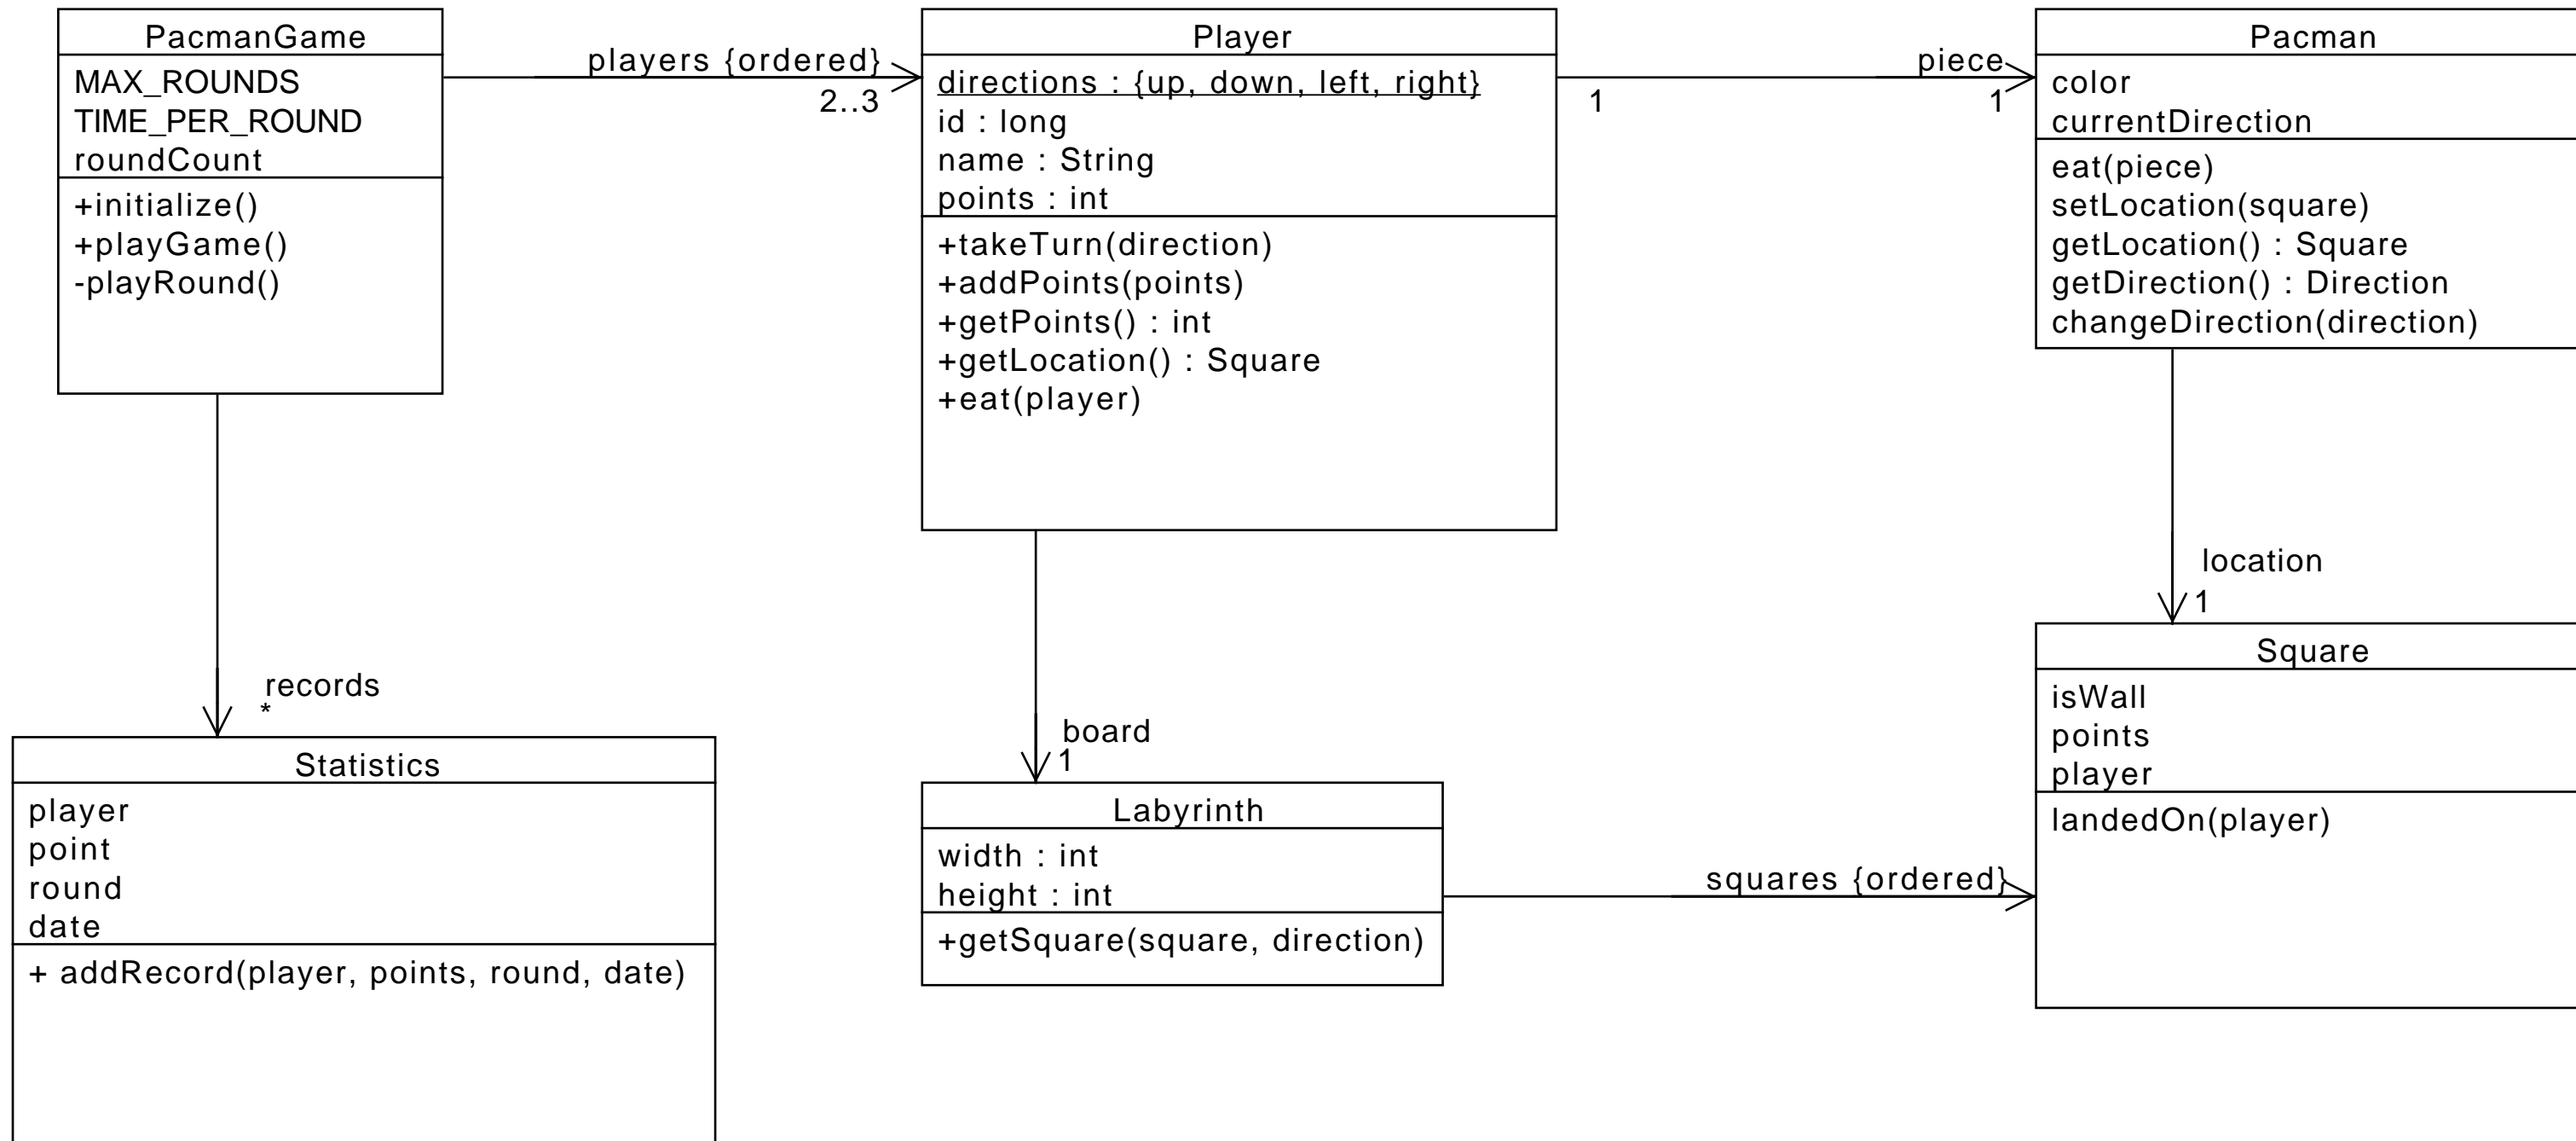 PacmanGame
MAX_ROUNDS
TIME_PER_ROUND
roundCount
+initialize()
+playGame()
-playRound()
players {ordered}
2..3
Player
directions : {up, down, left, right}
id : long
name : String
points : int
+takeTurn(direction)
+addPoints(points)
+getPoints() : int
+getLocation() : Square
+eat(player)
piece
1
1
Pacman
color
currentDirection
eat(piece)
setLocation(square)
getLocation() : Square
getDirection() : Direction
changeDirection(direction)
location
1
records
*
Statistics
player
point
round
date
+ addRecord(player, points, round, date)
board
1
Labyrinth
width : int
height : int
+getSquare(square, direction)
squares {ordered}
Square
isWall
points
player
landedOn(player)